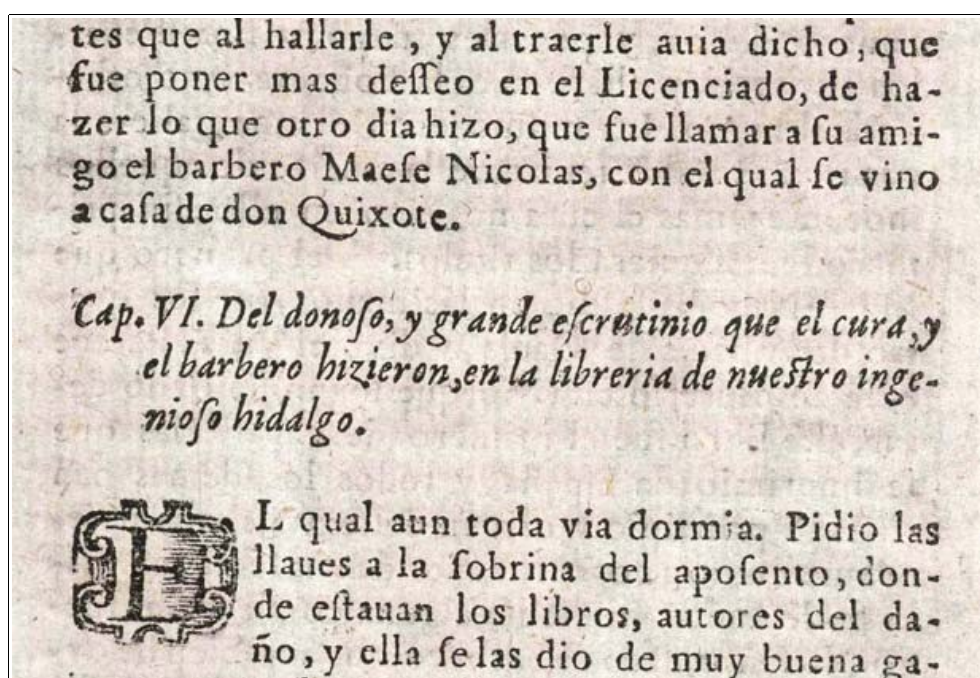 tes que al hallarle , y al traerle auia dicho, que
fue poner mas deſſeo en el Licenciado, de ha-
zer lo que otro dia hizo, que fue llamar a ſu ami-
go el barbero Maeſe Nicolas, con el qual ſe vino
a caſa de don Quixote.
Cap. VI. Del donoſo, y grande eſcrutinio que el cura, y
el barbero hizieron, en la libreria de nueſtro inge-
nioſo hidalgo.
EL qual aun toda via dormia. Pidio las
llaues a la ſobrina del apoſento, don-
de eſtauan los libros, autores del da-
ño, y ella ſe las dio de muy buena ga-